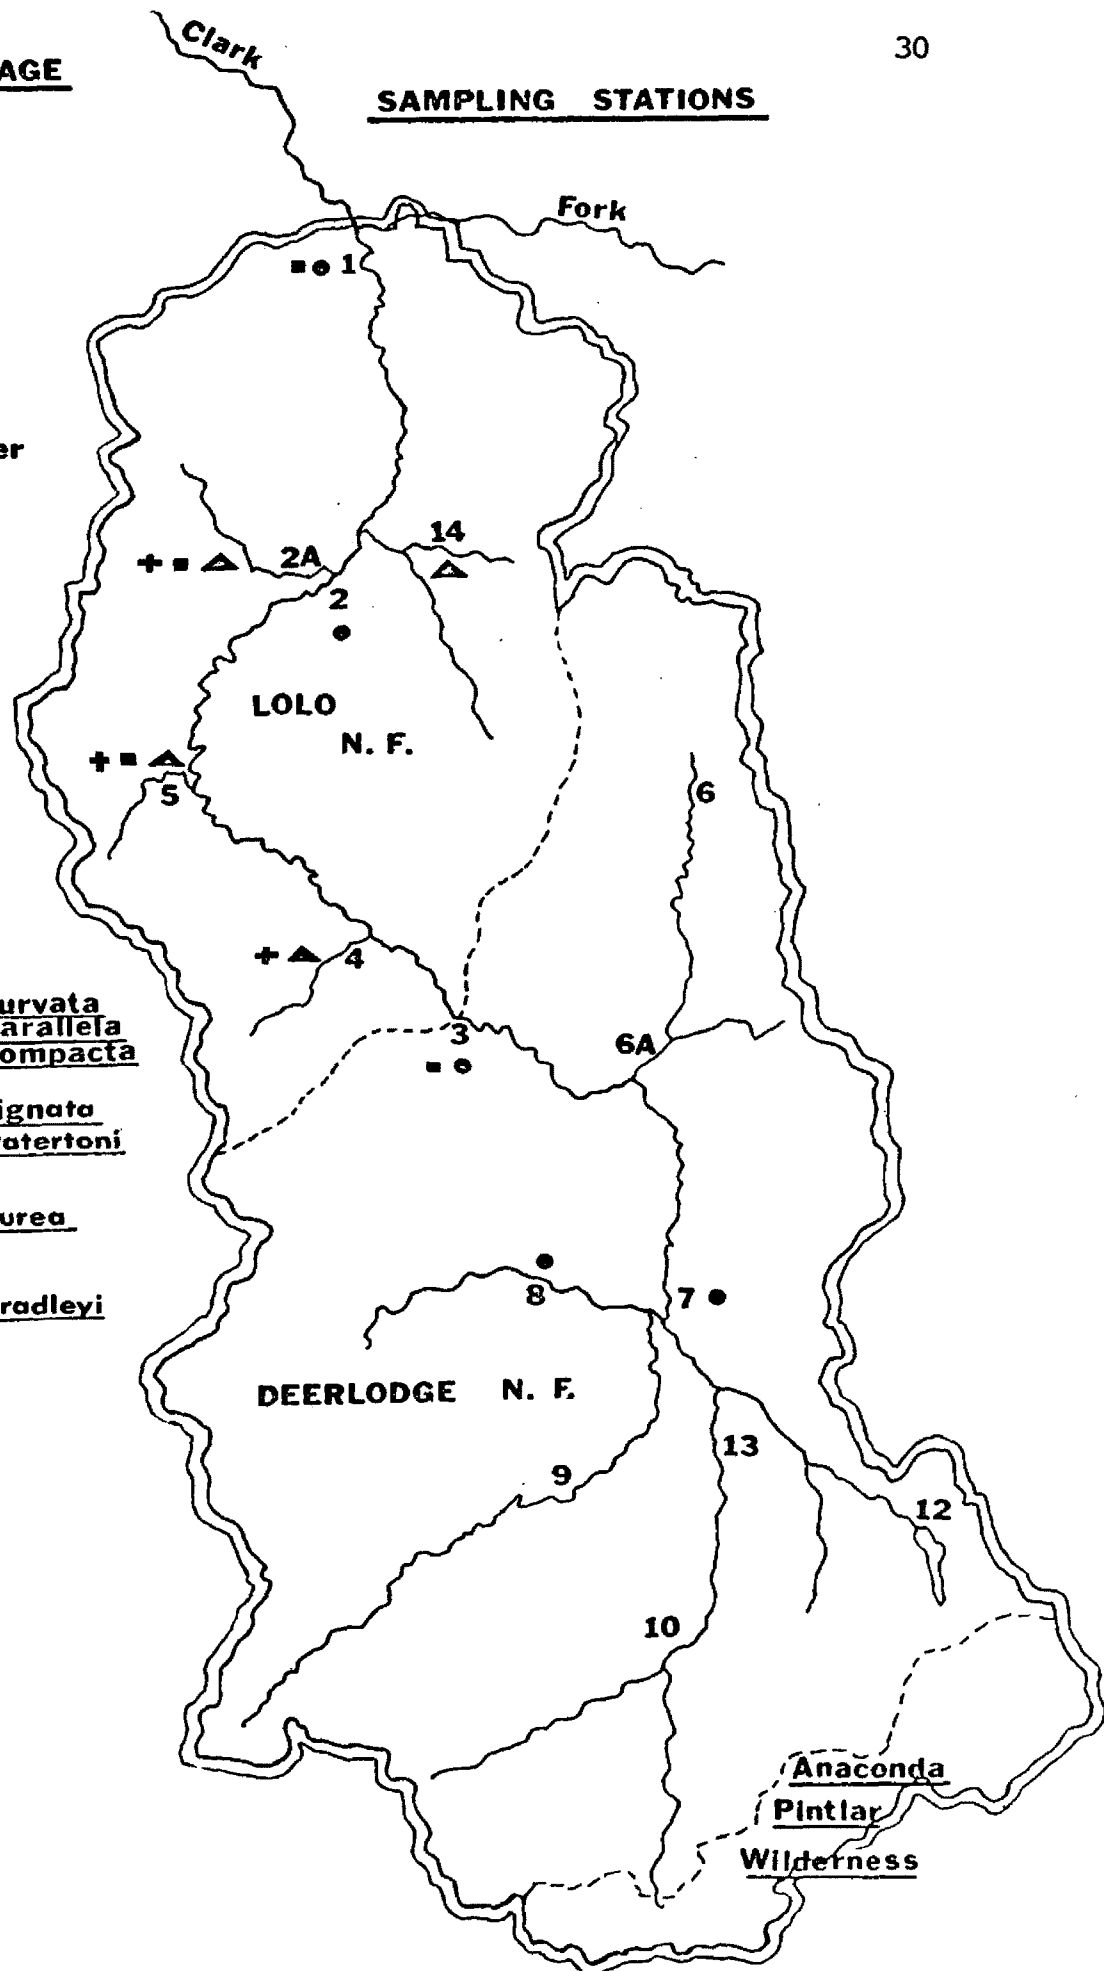 30
AGE
SAMPLING STATIONS
Clark
Fork
1
er
14
2A
2
LOLO
N. F.
5
6
4
3
6A
urvata
arallela
ompacta
ignata
atertoni
urea
radleyi
8
7
DEERLODGE N. F.
13
9
12
10
Anaconda
Pintlar
Wilderness